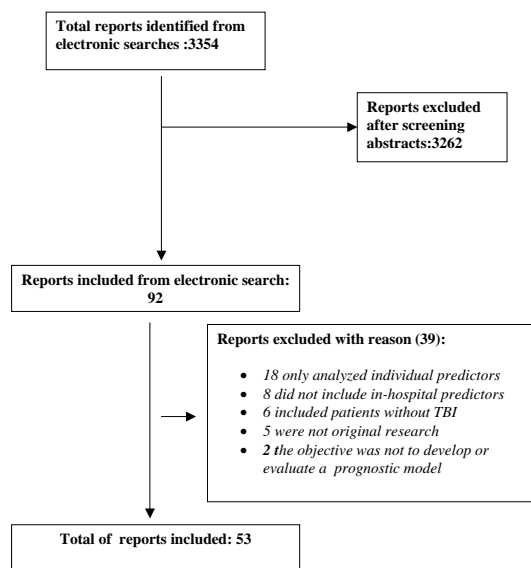 Total reports identified from
electronic searches :3354
Reports excluded
after screening
abstracts:3262
Reports included from electronic search:
92
Reports excluded with reason (39):
• 18 only analyzed individual predictors
• 8 did not include in-hospital predictors
• 6 included patients without TBI
• 5 were not original research
• 2 the objective was not to develop or
evaluate a prognostic model
Total of reports included: 53